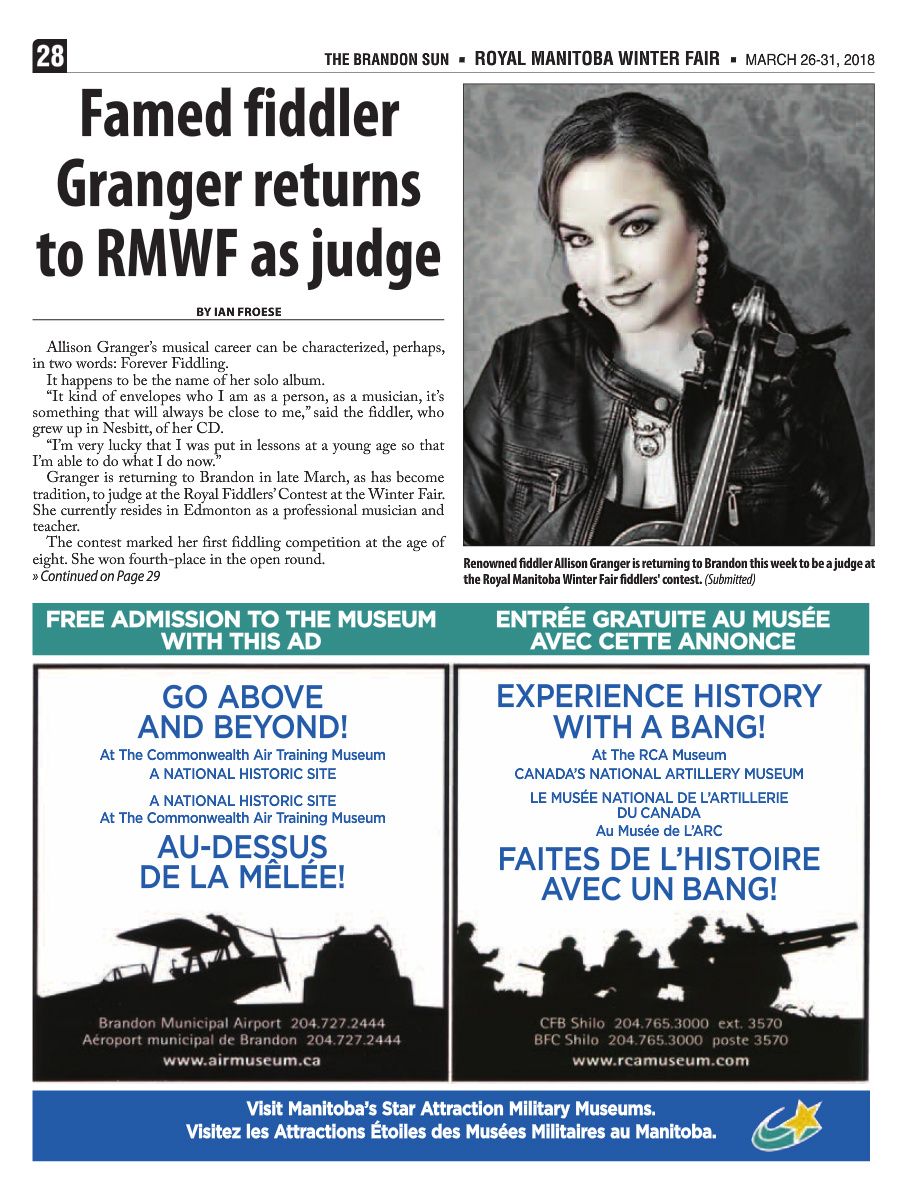 28
THE BRANDON SUN ▪ ROYAL MANITOBA WINTER FAIR ▪ MARCH 26-31, 2018
Famed fiddler
Granger returns
to RMWF as judge
BY IAN FROESE
Allison Granger's musical career can be characterized, perhaps,
in two words: Forever Fiddling.
It happens to be the name of her solo album.
"It kind of envelopes who I am as a person, as a musician, it's
something that will always be close to me," said the fiddler, who
grew up in Nesbitt, of her CD.
"I'm very lucky that I was put in lessons at a young age so that
I'm able to do what I do now."
Granger is returning to Brandon in late March, as has become
tradition, to judge at the Royal Fiddlers' Contest at the Winter Fair.
She currently resides in Edmonton as a professional musician and
teacher.
The contest marked her first fiddling competition at the age of
eight. She won fourth-place in the open round.
» Continued on Page 29
Renowned fiddler Allison Granger is returning to Brandon this week to be a judge at
the Royal Manitoba Winter Fair fiddlers' contest. (Submitted)
FREE ADMISSION TO THE MUSEUM
WITH THIS AD
ENTRÉE GRATUITE AU MUSÉE
AVEC CETTE ANNONCE
GO ABOVE
AND BEYOND!
At The Commonwealth Air Training Museum
A NATIONAL HISTORIC SITE
A NATIONAL HISTORIC SITE
At The Commonwealth Air Training Museum
AU-DESSUS
DE LA MÊLÉE!
Brandon Municipal Airport 204.727.2444
Aéroport municipal de Brandon 204.727.2444
www.airmuseum.ca
EXPERIENCE HISTORY
WITH A BANG!
At The RCA Museum
CANADA'S NATIONAL ARTILLERY MUSEUM
LE MUSÉE NATIONAL DE L'ARTILLERIE
DU CANADA
Au Musée de L'ARC
FAITES DE L'HISTOIRE
AVEC UN BANG!
CFB Shilo 204.765.3000 ext. 3570
BFC Shilo 204.765.3000 poste 3570
www.rcamuseum.com
Visit Manitoba's Star Attraction Military Museums.
Visitez les Attractions Étoiles des Musées Militaires au Manitoba.